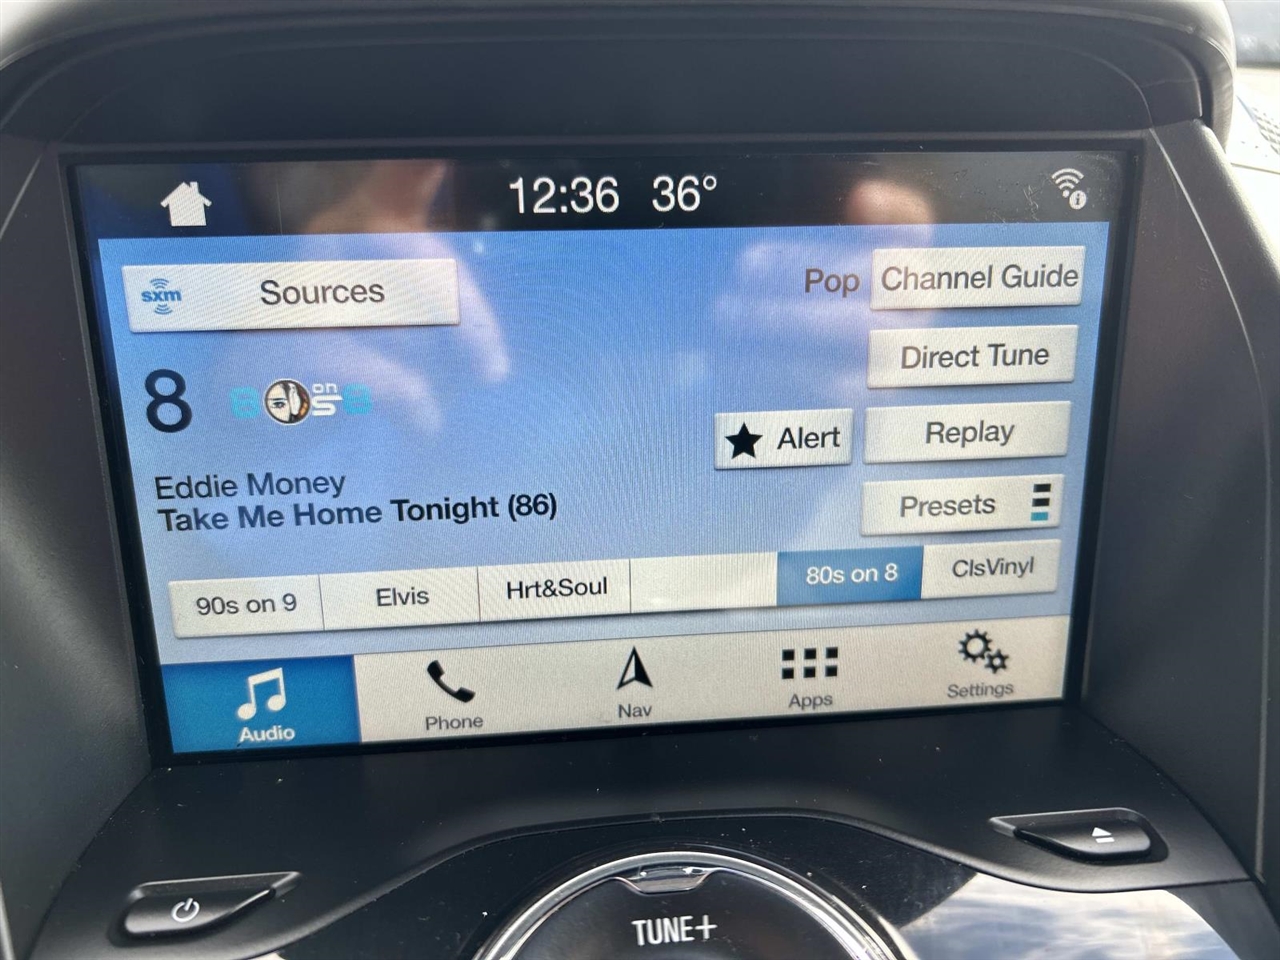 12:36 36°
sxm Sources
Pop Channel Guide
Direct Tune
8 on
Alert Replay
Eddie Money
Take Me Home Tonight (86)
Presets
90s on 9 Elvis Hrt&Soul 80s on 8 ClsVinyl
Audio Phone Nav Apps Settings
TUNE+